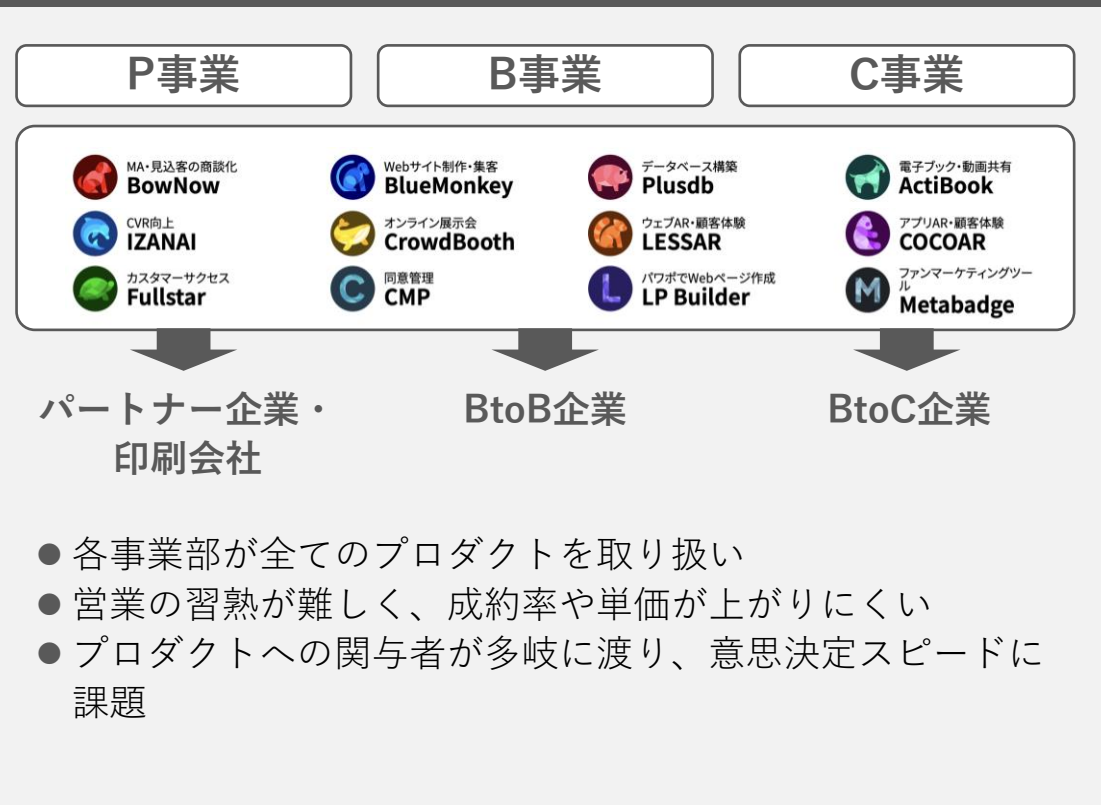 P事業
B事業
C事業
MA・見込客の商談化
BowNow
Webサイト制作・集客
BlueMonkey
データベース構築
Plusdb
電子ブック・動画共有
ActiBook
CVR向上
IZANAI
オンライン展示会
CrowdBooth
ウェブAR・顧客体験
LESSAR
アプリAR・顧客体験
COCOAR
カスタマーサクセス
Fullstar
C
同意管理
CMP
L
パワポでWebページ作成
LP Builder
M
ファンマーケティングツー
ル
Metabadge
パートナー企業・
印刷会社
BtoB企業
BtoC企業
●各事業部が全てのプロダクトを取り扱い
●営業の習熟が難しく、成約率や単価が上がりにくい
●プロダクトへの関与者が多岐に渡り、意思決定スピードに
課題